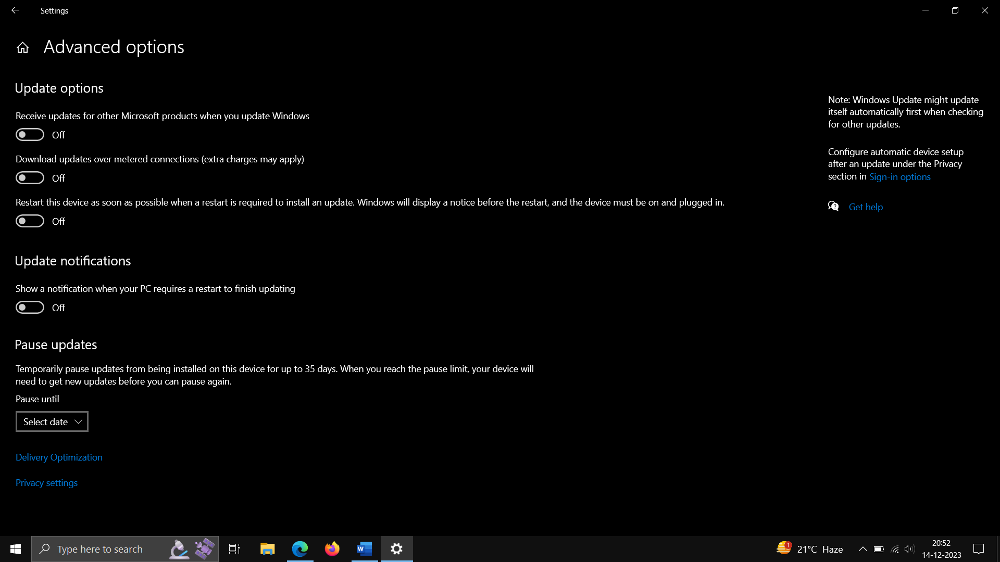 Settings
Advanced options
Update options
Receive updates for other Microsoft products when you update Windows
Off
Download updates over metered connections (extra charges may apply)
Off
Restart this device as soon as possible when a restart is required to install an update. Windows will display a notice before the restart, and the device must be on and plugged in.
Off
Update notifications
Show a notification when your PC requires a restart to finish updating
Off
Pause updates
Temporarily pause updates from being installed on this device for up to 35 days. When you reach the pause limit, your device will
need to get new updates before you can pause again.
Pause until
Select date
Delivery Optimization
Privacy settings
Note: Windows Update might update
itself automatically first when checking
for other updates.
Configure automatic device setup
after an update under the Privacy
section in Sign-in options
Get help
Type here to search
W
1
21°C Haze
20:52
14-12-2023